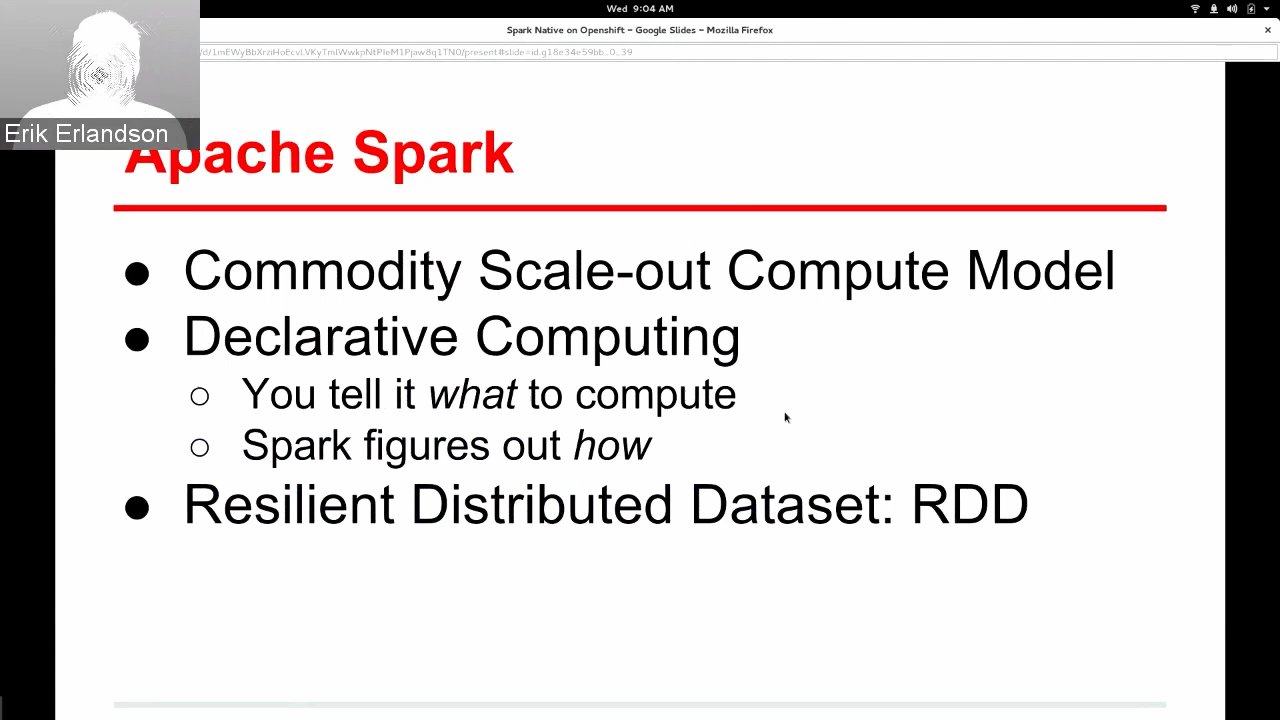 Wed 9:04 AM
Spark Native on Openshift – Google Slides – Mozilla Firefox
Erik Erlandson
Apache Spark
● Commodity Scale-out Compute Model
● Declarative Computing
○ You tell it what to compute
○ Spark figures out how
● Resilient Distributed Dataset: RDD